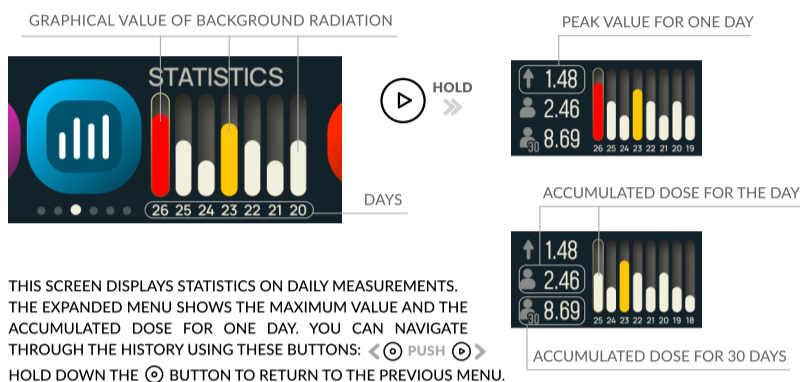 GRAPHICAL VALUE OF BACKGROUND RADIATION
STATISTICS
26 25 24 23 22 21 20
DAYS
HOLD
PEAK VALUE FOR ONE DAY
1.48
2.46
30 8.69
26 25 24 23 22 21 20 19
ACCUMULATED DOSE FOR THE DAY
1.48
2.46
30 8.69
25 24 23 22 21 20 19 18
ACCUMULATED DOSE FOR 30 DAYS
THIS SCREEN DISPLAYS STATISTICS ON DAILY MEASUREMENTS.
THE EXPANDED MENU SHOWS THE MAXIMUM VALUE AND THE
ACCUMULATED DOSE FOR ONE DAY. YOU CAN NAVIGATE
THROUGH THE HISTORY USING THESE BUTTONS: PUSH
HOLD DOWN THE BUTTON TO RETURN TO THE PREVIOUS MENU.